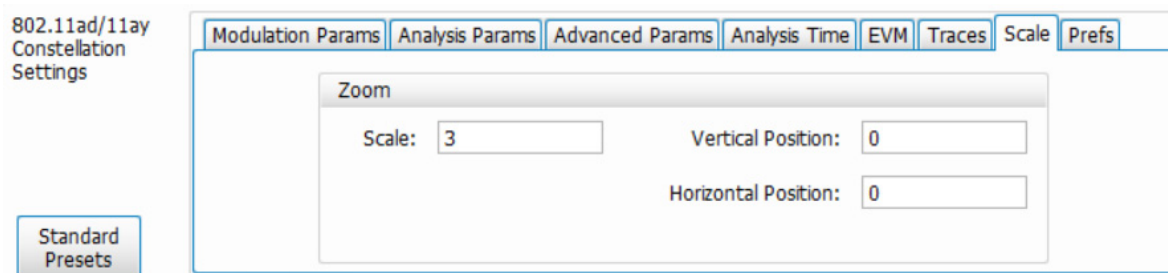 802.11ad/11ay
Constellation
Settings
Modulation Params Analysis Params Advanced Params Analysis Time EVM Traces Scale Prefs
Zoom
Scale: 3 Vertical Position: 0
Horizontal Position: 0
Standard
Presets